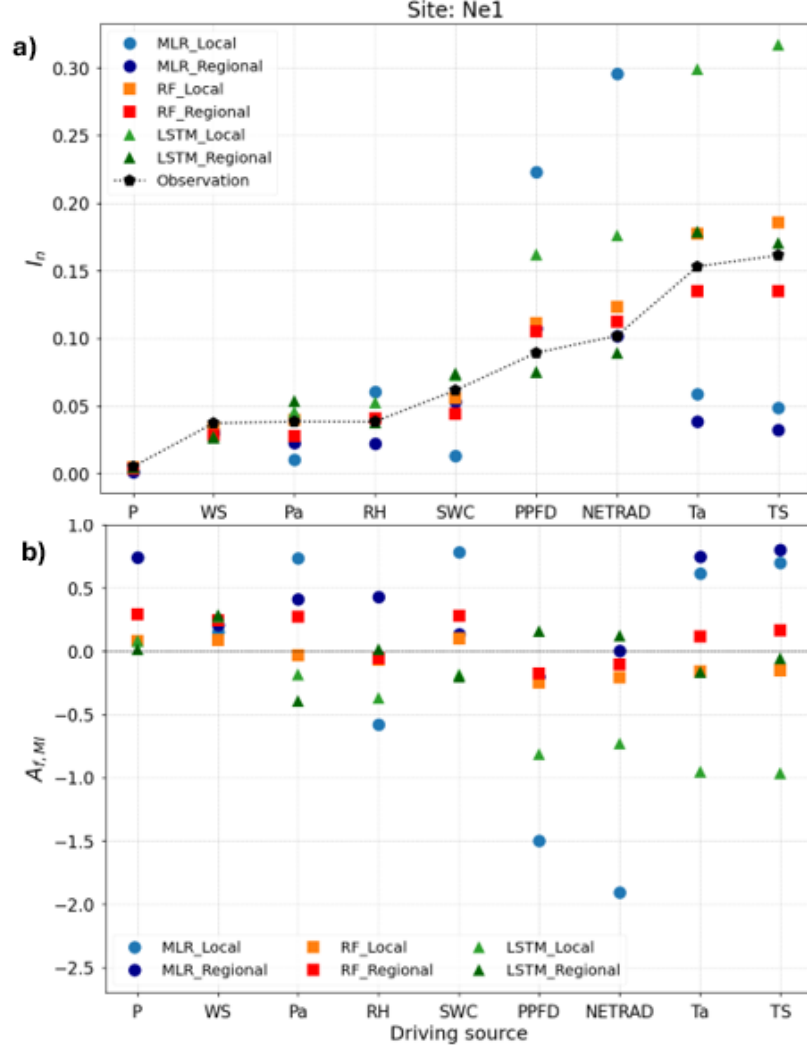 Site: Ne1
a)
MLR_Local
MLR_Regional
RF_Local
RF_Regional
LSTM_Local
LSTM_Regional
Observation
0.30
0.25
0.20
0.15
0.10
0.05
0.00
I_n
P WS Pa RH SWC PPFD NETRAD Ta TS
b)
1.0
0.5
0.0
−0.5
−1.0
−1.5
−2.0
−2.5
A_{f,MI}
MLR_Local RF_Local LSTM_Local
MLR_Regional RF_Regional LSTM_Regional
P WS Pa RH SWC PPFD NETRAD Ta TS
Driving source